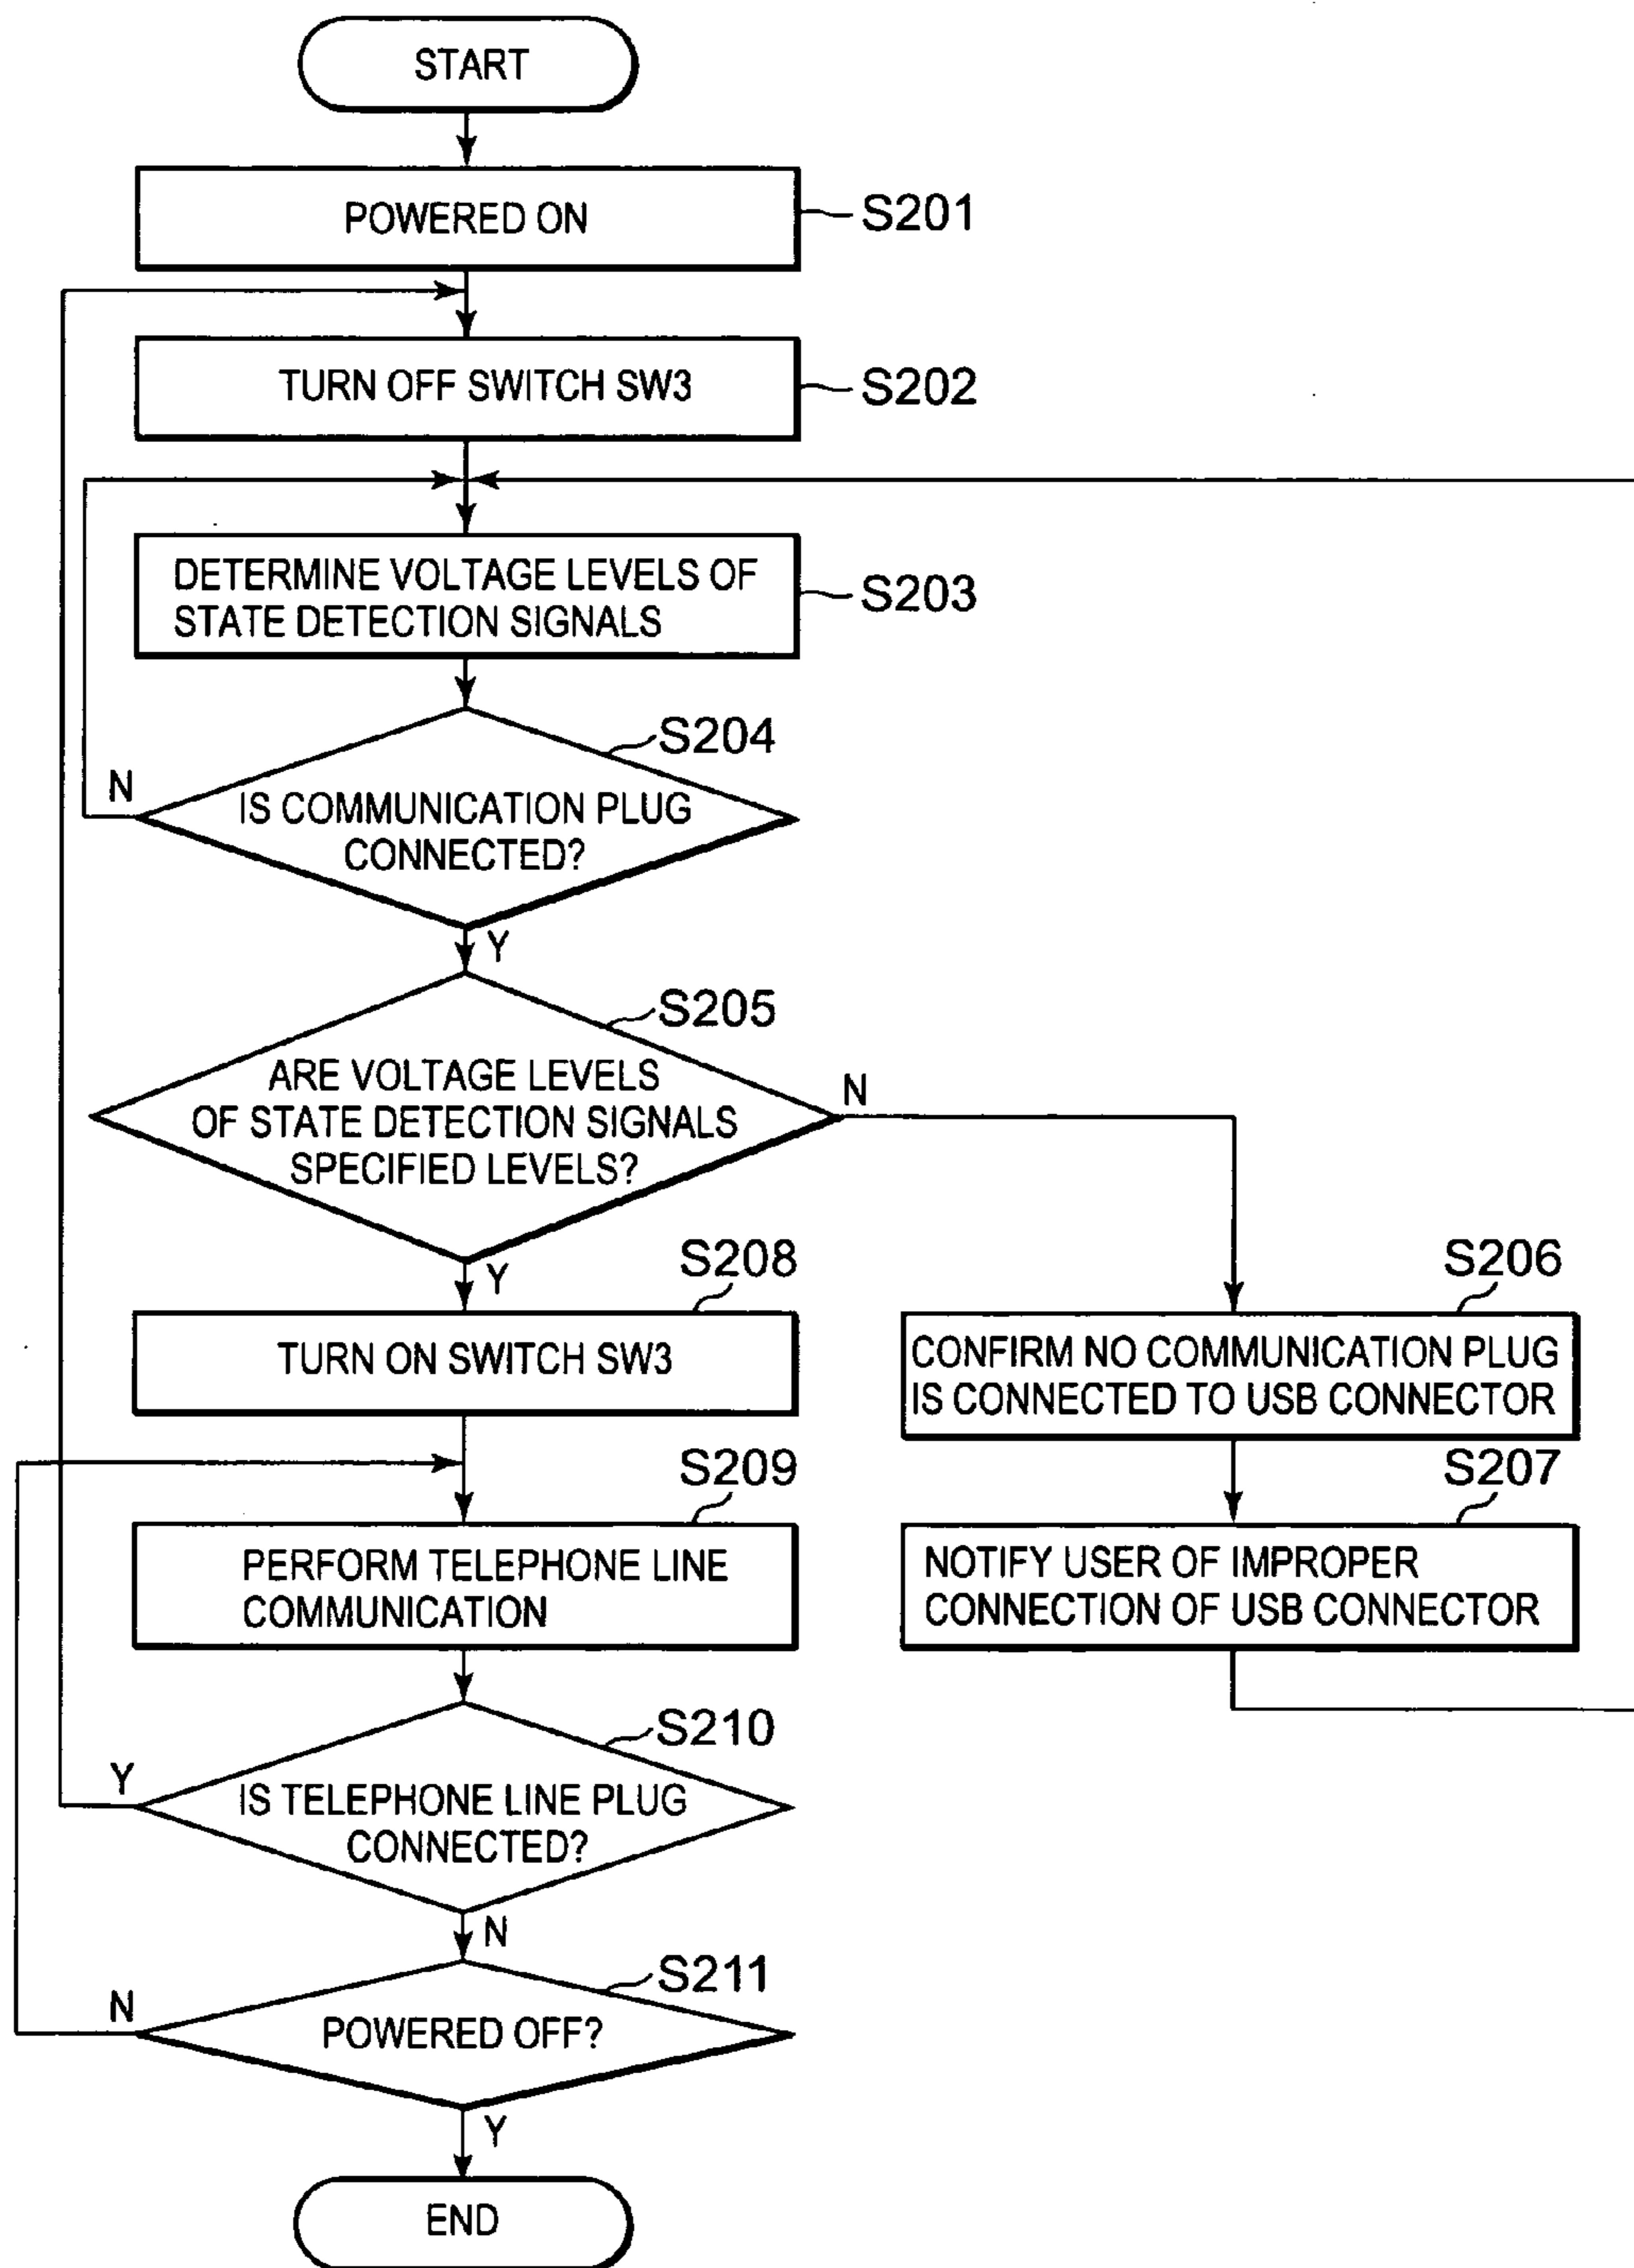 START
POWERED ON
S201
TURN OFF SWITCH SW3
S202
DETERMINE VOLTAGE LEVELS OF
STATE DETECTION SIGNALS
S203
S204
N
IS COMMUNICATION PLUG
CONNECTED?
Y
S205
ARE VOLTAGE LEVELS
OF STATE DETECTION SIGNALS
SPECIFIED LEVELS?
N
Y
S208
TURN ON SWITCH SW3
S206
CONFIRM NO COMMUNICATION PLUG
IS CONNECTED TO USB CONNECTOR
S209
PERFORM TELEPHONE LINE
COMMUNICATION
S207
NOTIFY USER OF IMPROPER
CONNECTION OF USB CONNECTOR
S210
Y
IS TELEPHONE LINE PLUG
CONNECTED?
N
S211
N
POWERED OFF?
Y
END